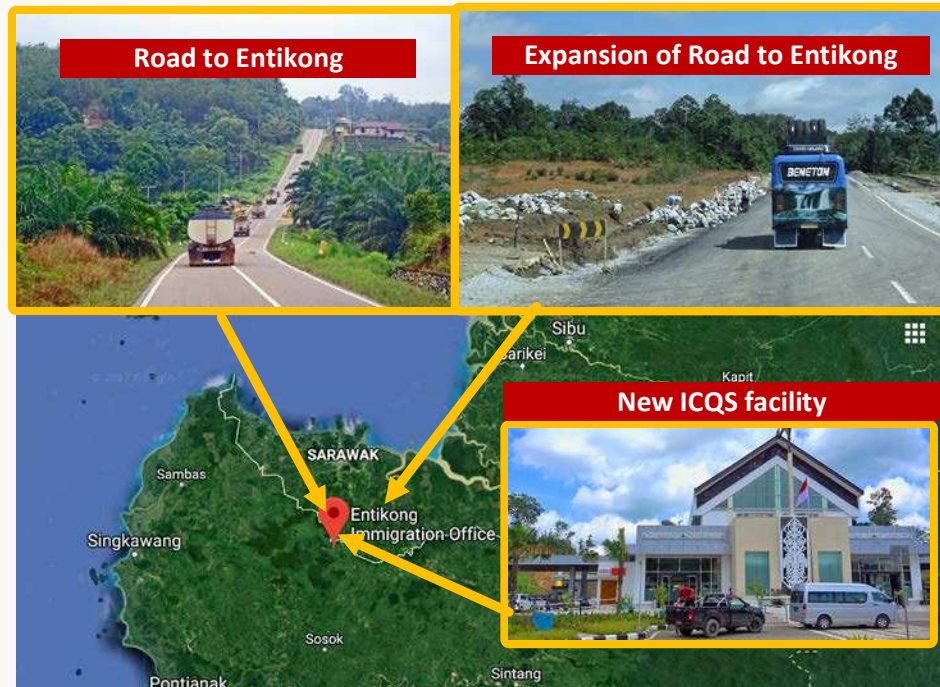 Road to Entikong
Expansion of Road to Entikong
BENETON
Sibu
Sarikei
Kapit
New ICQS facility
SARAWAK
Sambas
Entikong
Immigration Office
Singkawang
Sosok
Sintang
Pontianak